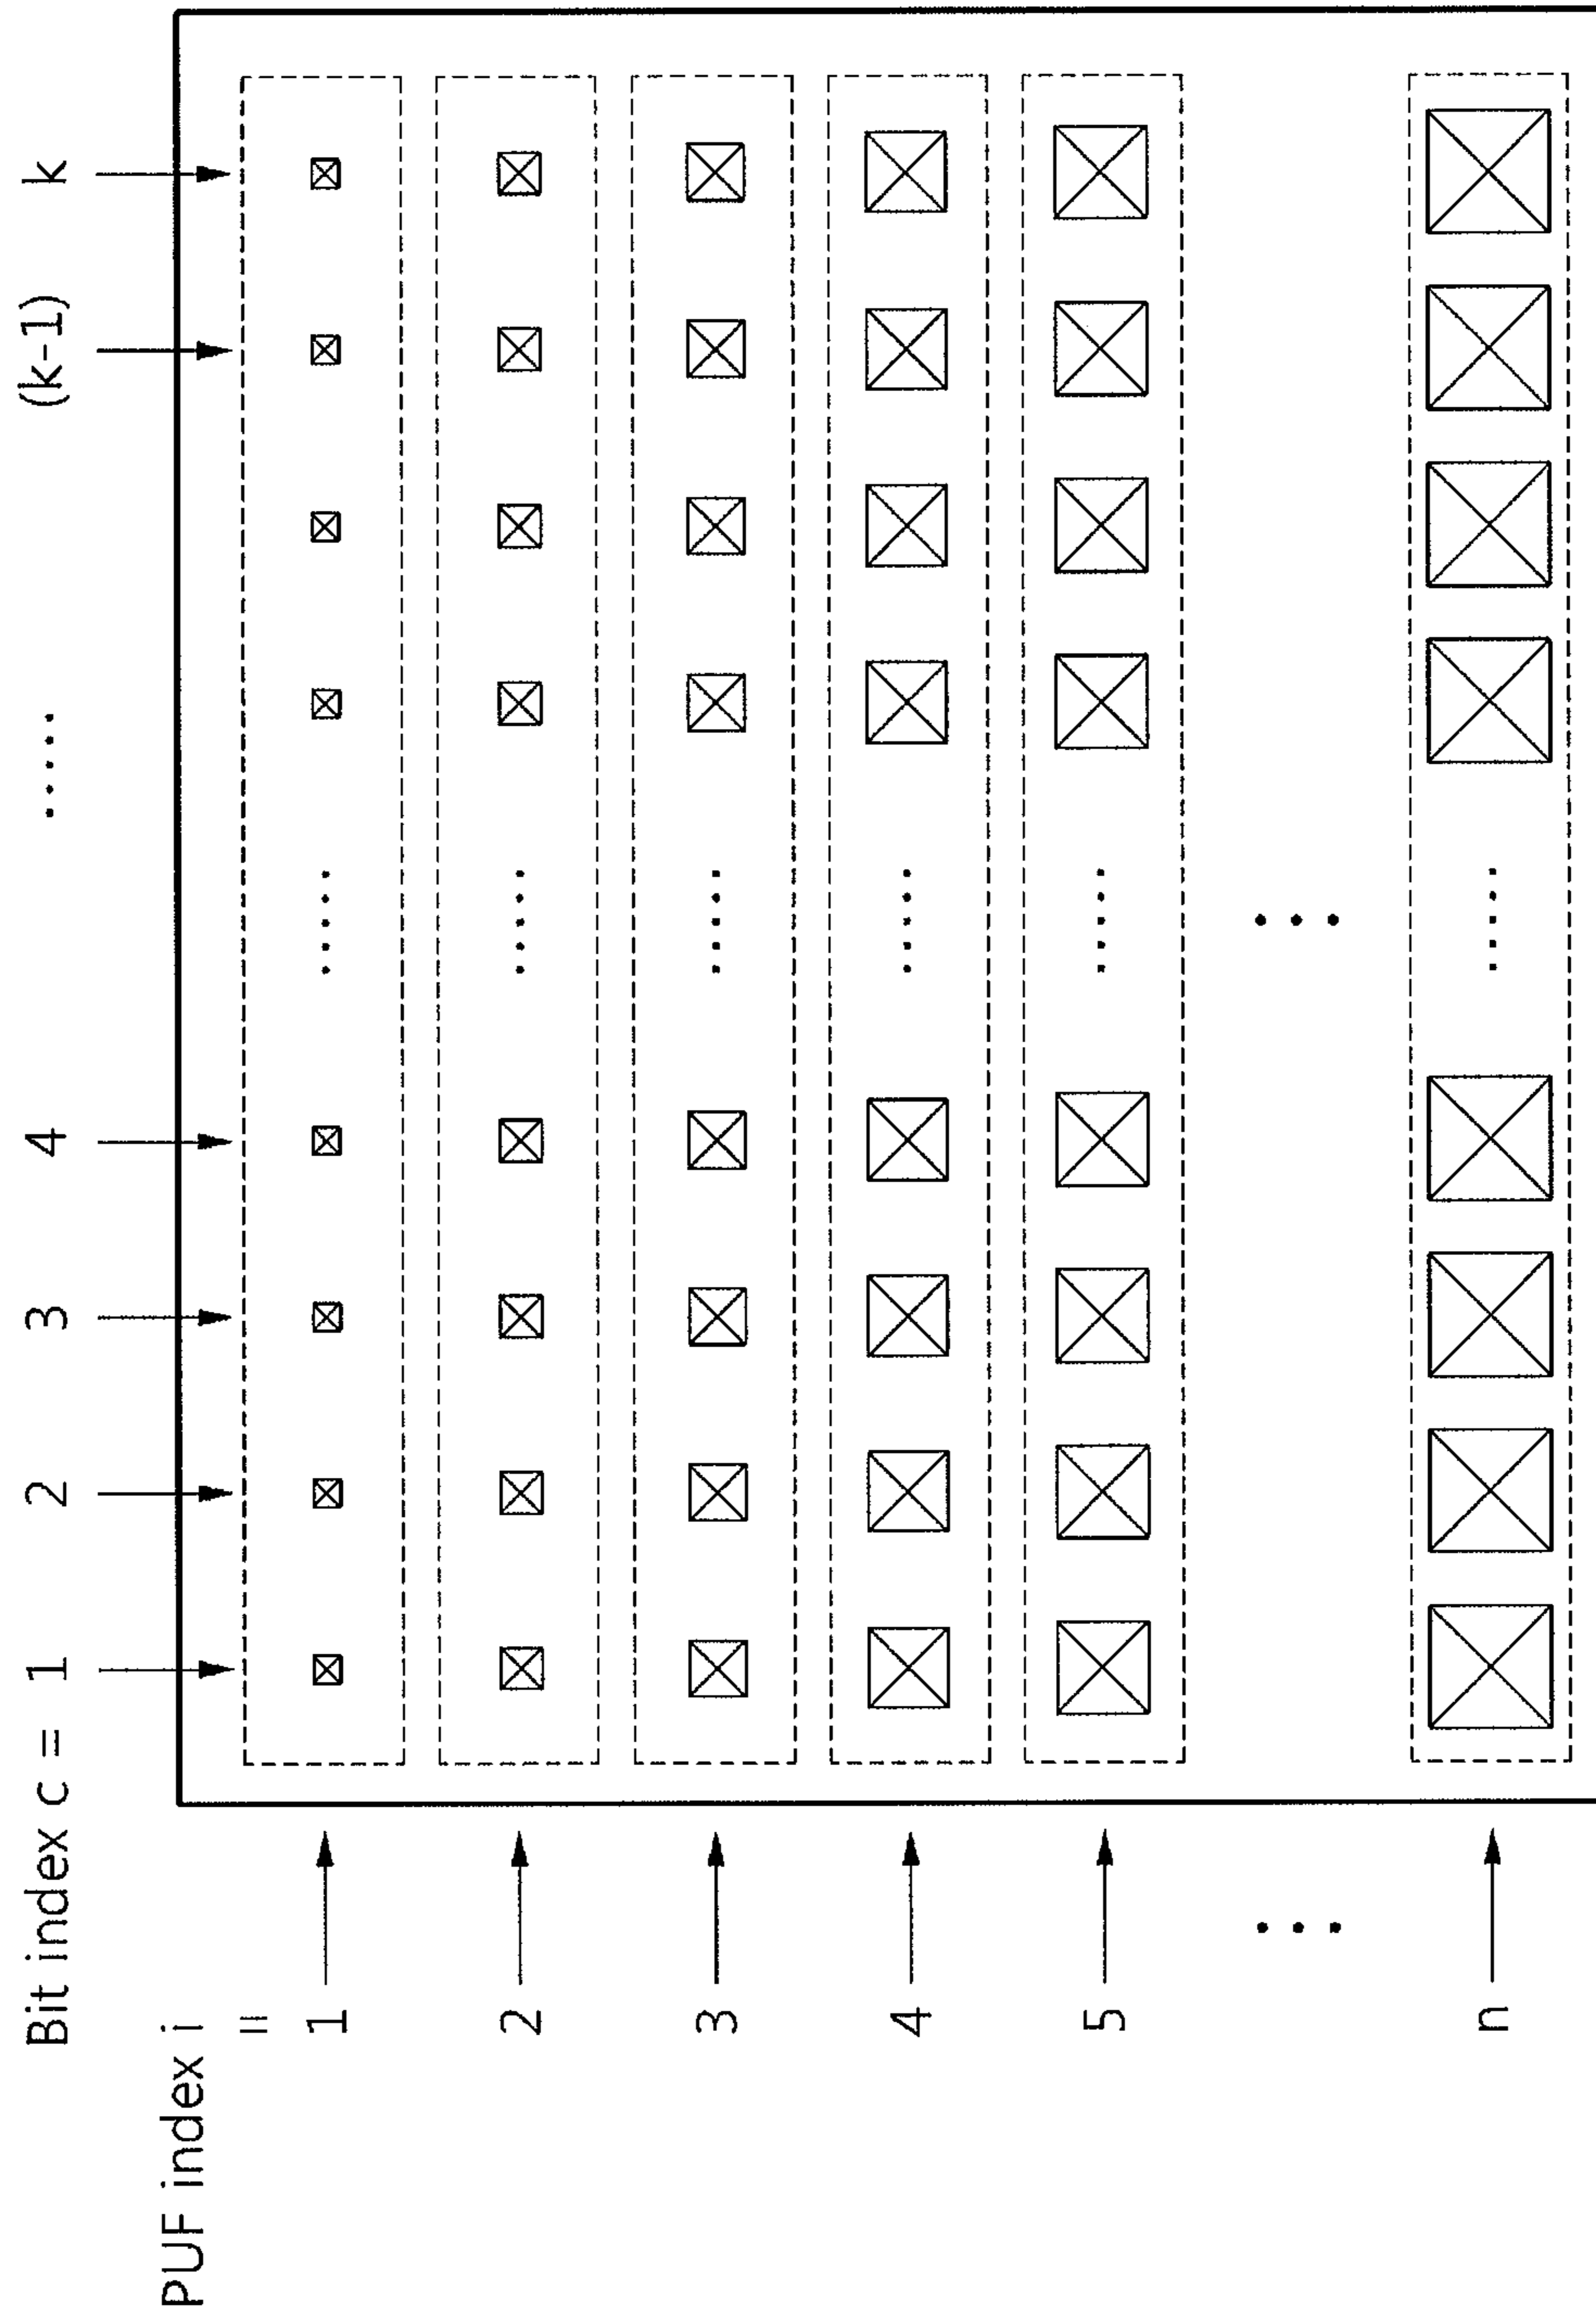 Bit index c = 1 2 3 4 ..... (k-1) k
PUF index i
=
1
2
3
4
5
...
n